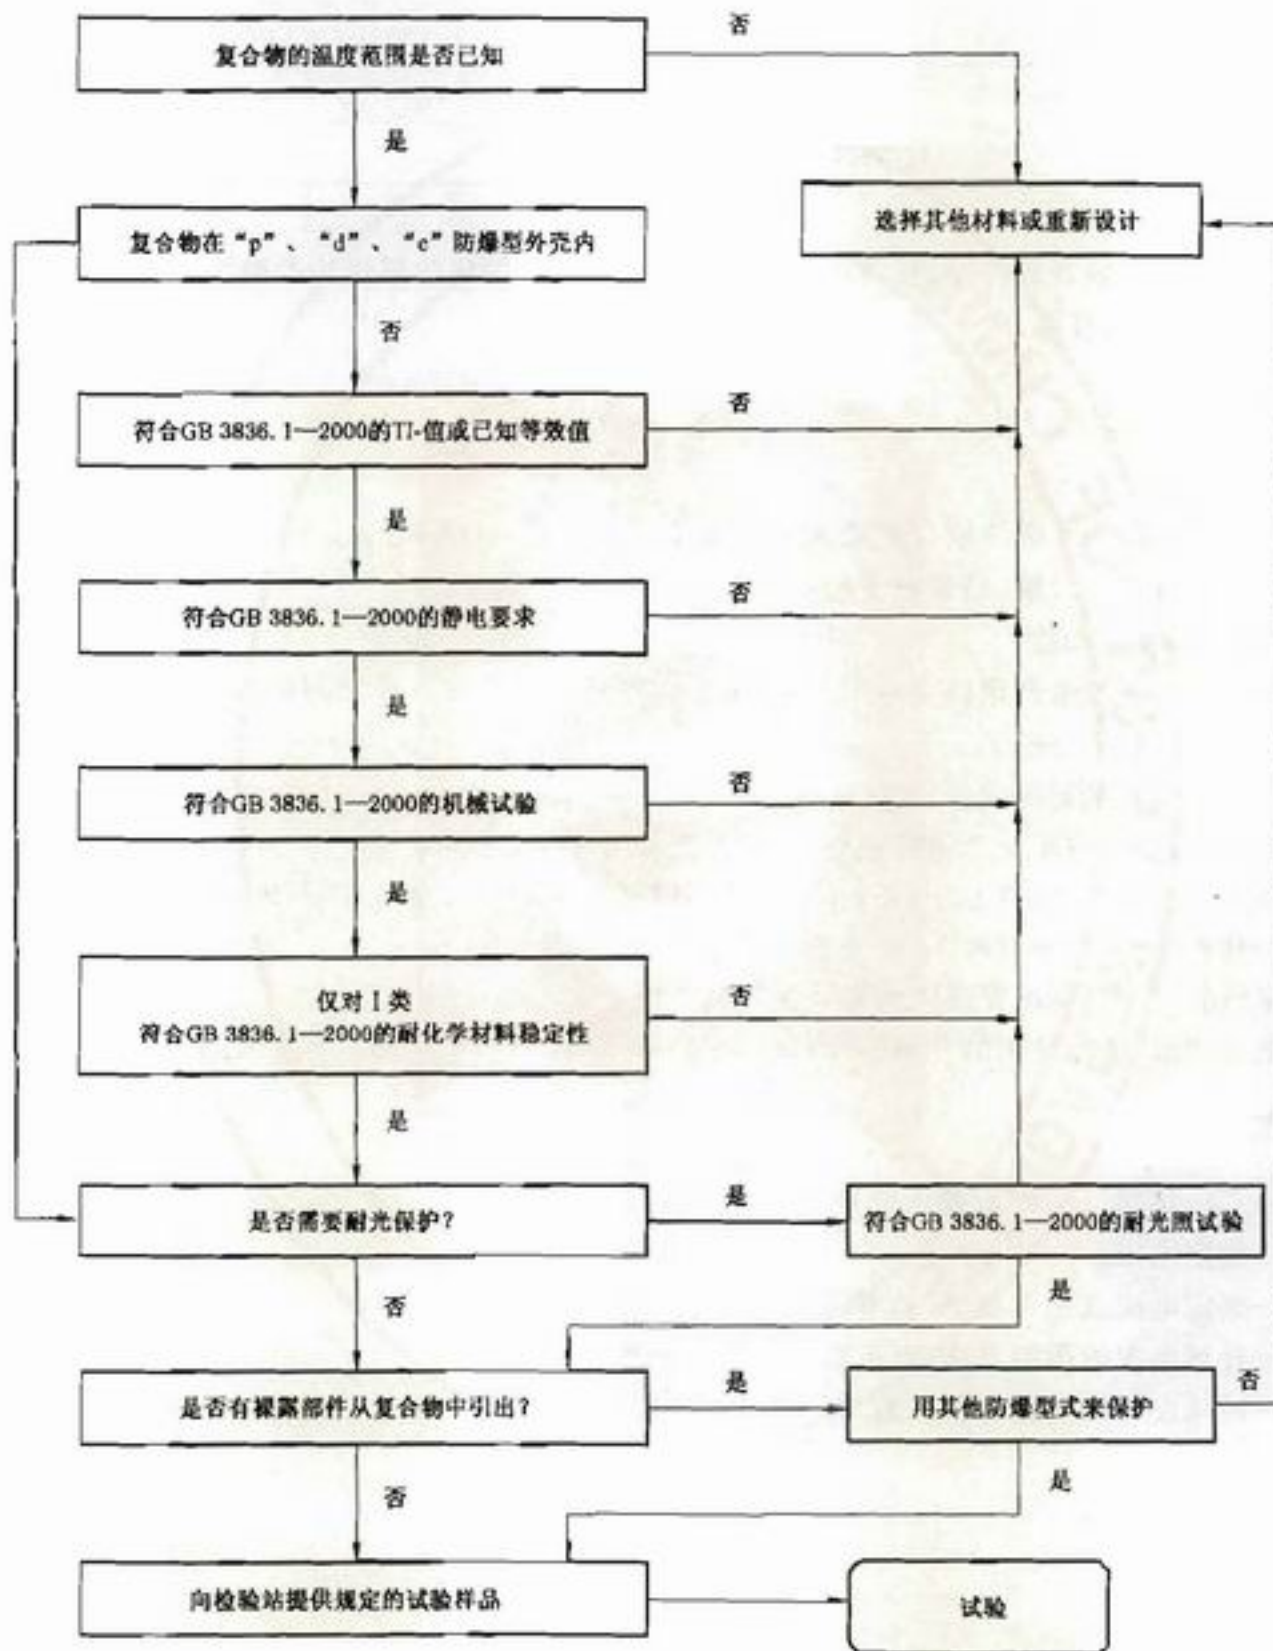 复合物的温度范围是否已知
否
是
选择其他材料或重新设计
复合物在“p”、“d”、“e”防爆型外壳内
否
符合GB 3836.1—2000的TI-值或已知等效值
否
是
符合GB 3836.1—2000的静电要求
否
是
符合GB 3836.1—2000的机械试验
否
是
仅对Ⅰ类
符合GB 3836.1—2000的耐化学材料稳定性
否
是
是否需要耐光保护?
是
符合GB 3836.1—2000的耐光照试验
否
是
是否有裸露部件从复合物中引出?
是
用其他防爆型式来保护
否
否
是
向检验站提供规定的试验样品
试验